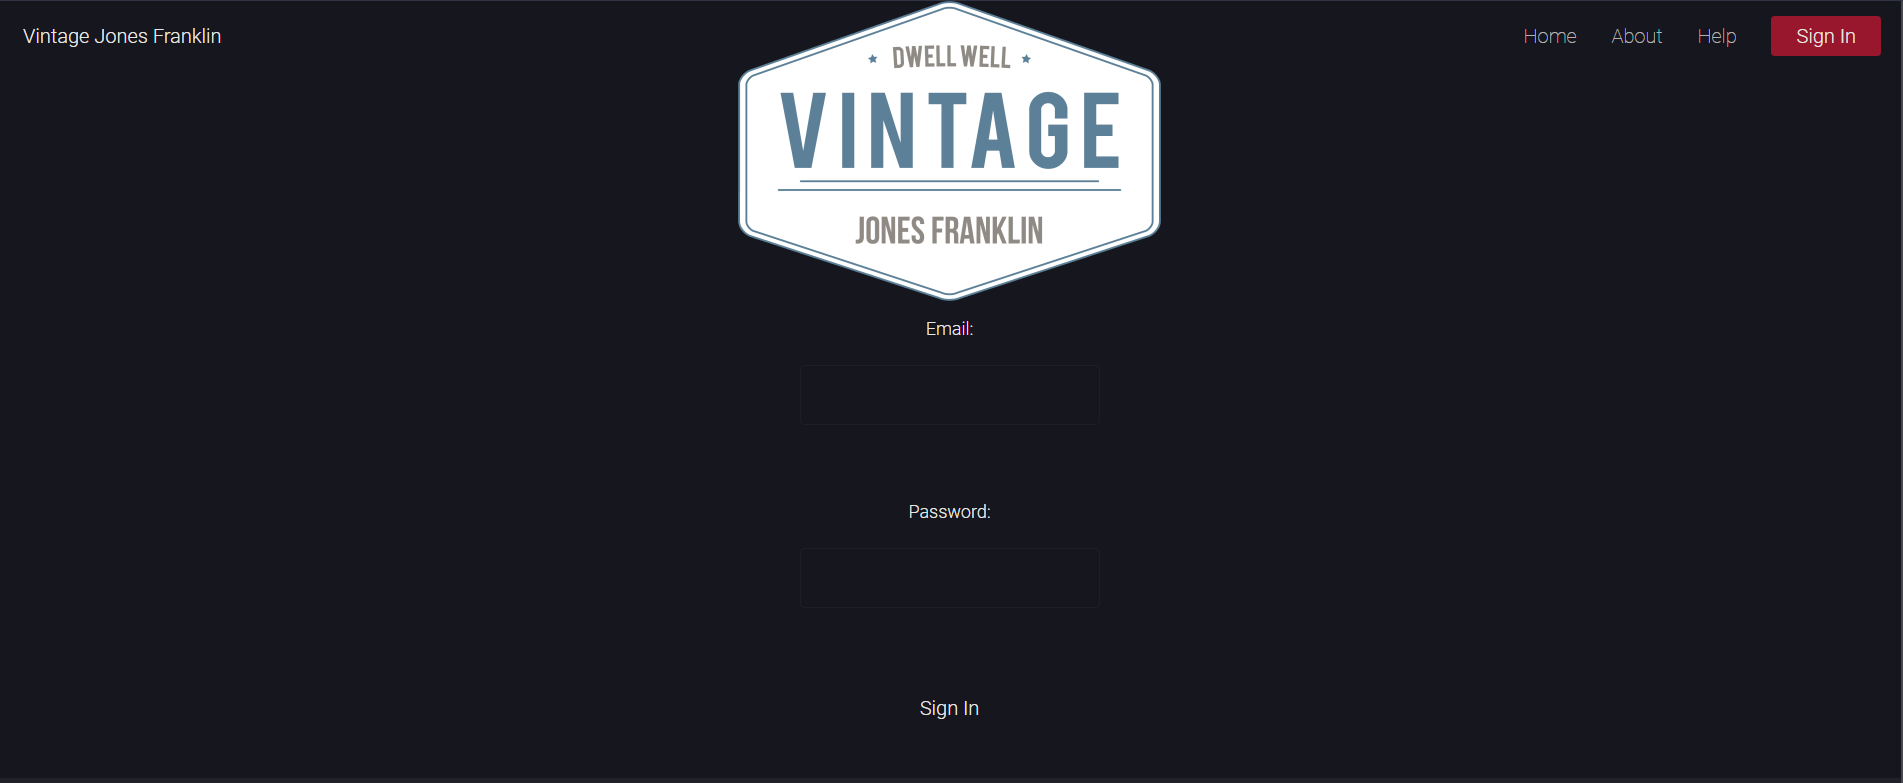 Vintage Jones Franklin
Home About Help Sign In
DWELL WELL
VINTAGE
JONES FRANKLIN
Email:
Password:
Sign In